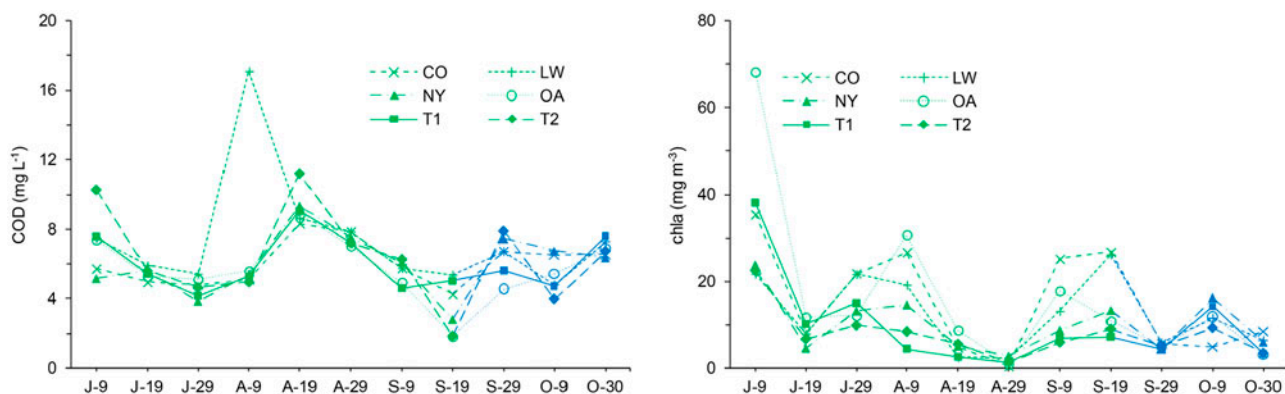 20
16
12
8
4
0
COD (mg L⁻¹)
CO LW
NY OA
T1 T2
J-9 J-19 J-29 A-9 A-19 A-29 S-9 S-19 S-29 O-9 O-30
80
60
40
20
0
chla (mg m⁻³)
CO LW
NY OA
T1 T2
J-9 J-19 J-29 A-9 A-19 A-29 S-9 S-19 S-29 O-9 O-30